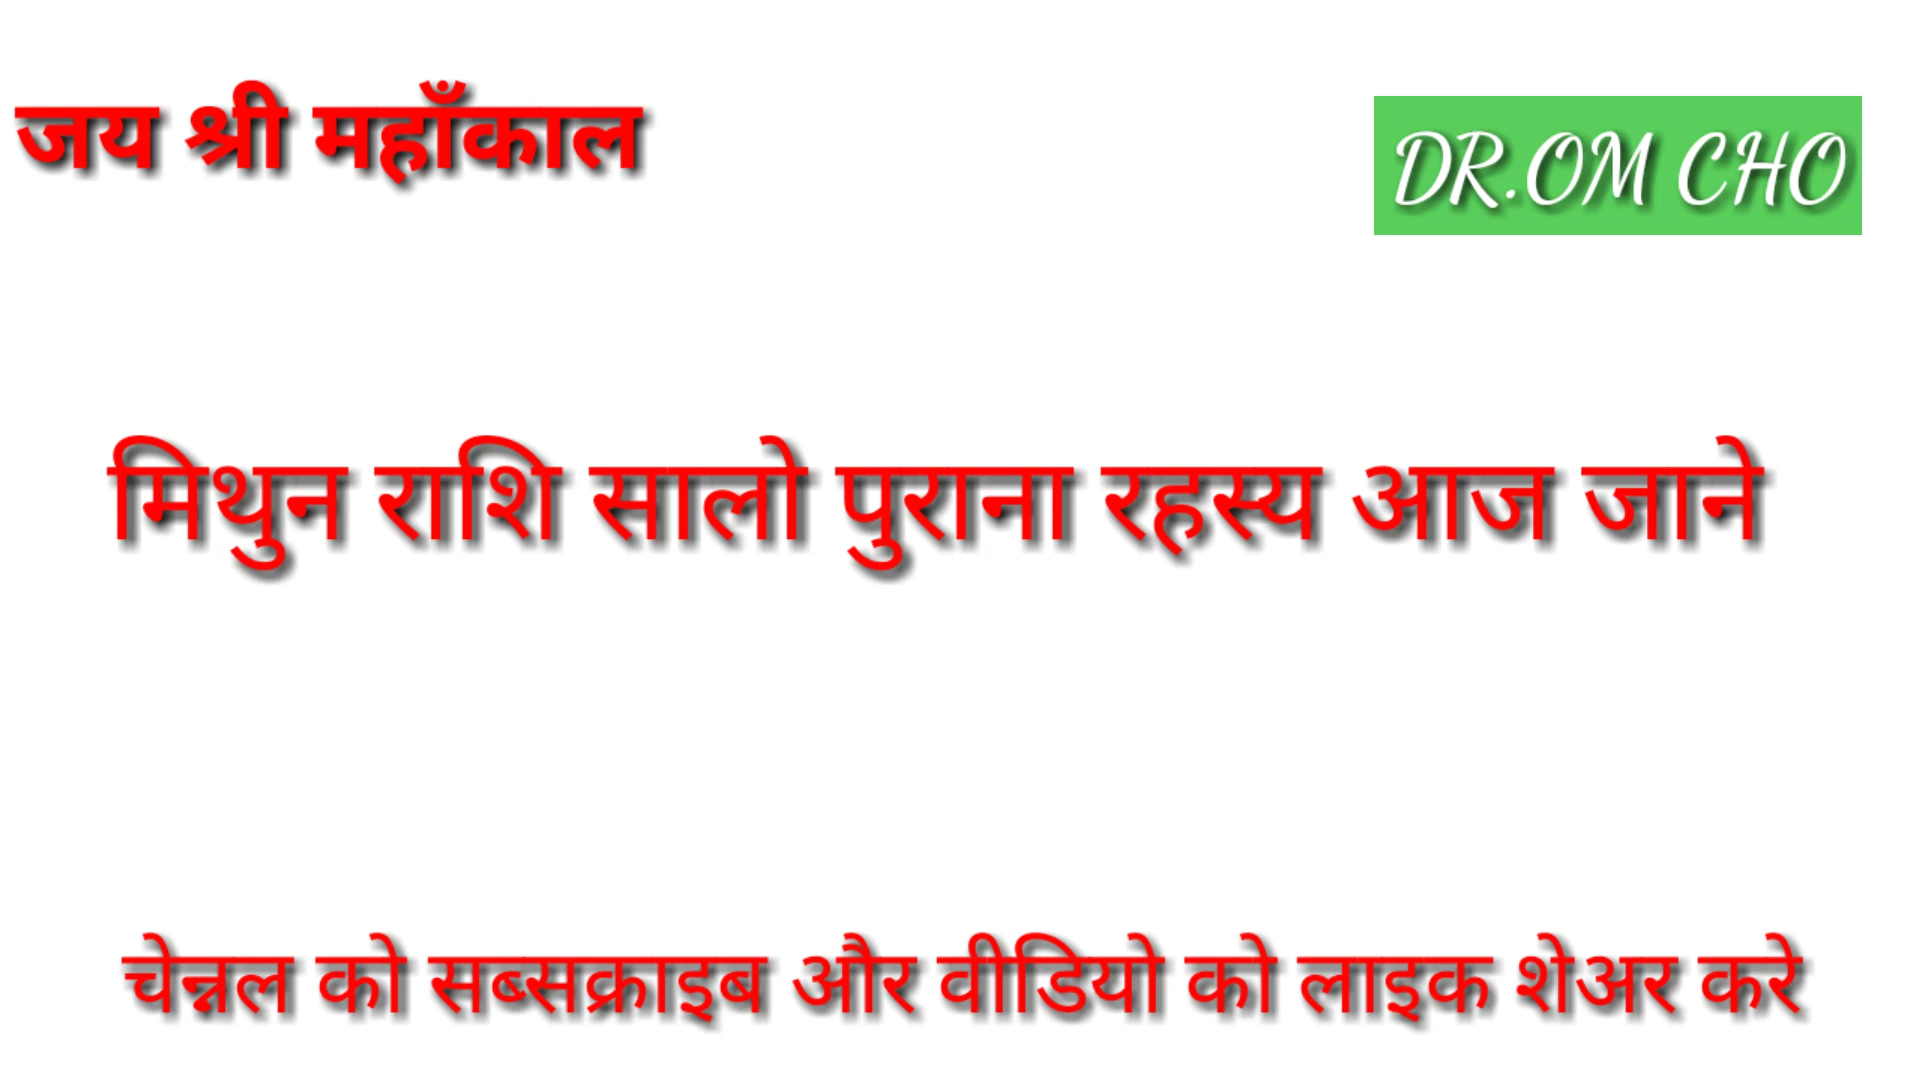 जय श्री महाँकाल
DR.OM CHO
मिथुन राशि सालो पुराना रहस्य आज जाने
चेन्नल को सब्सक्राइब और वीडियो को लाइक शेअर करे